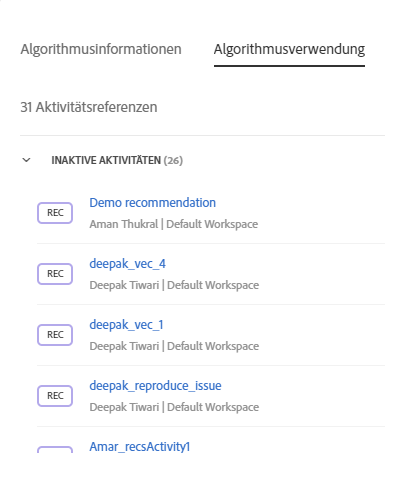 Algorithmusinformationen Algorithmusverwendung
31 Aktivitätsreferenzen
INAKTIVE AKTIVITÄTEN (26)
REC Demo recommendation
Aman Thukral | Default Workspace
REC deepak_vec_4
Deepak Tiwari | Default Workspace
REC deepak_vec_1
Deepak Tiwari | Default Workspace
REC deepak_reproduce_issue
Deepak Tiwari | Default Workspace
Amar_recsActivity1